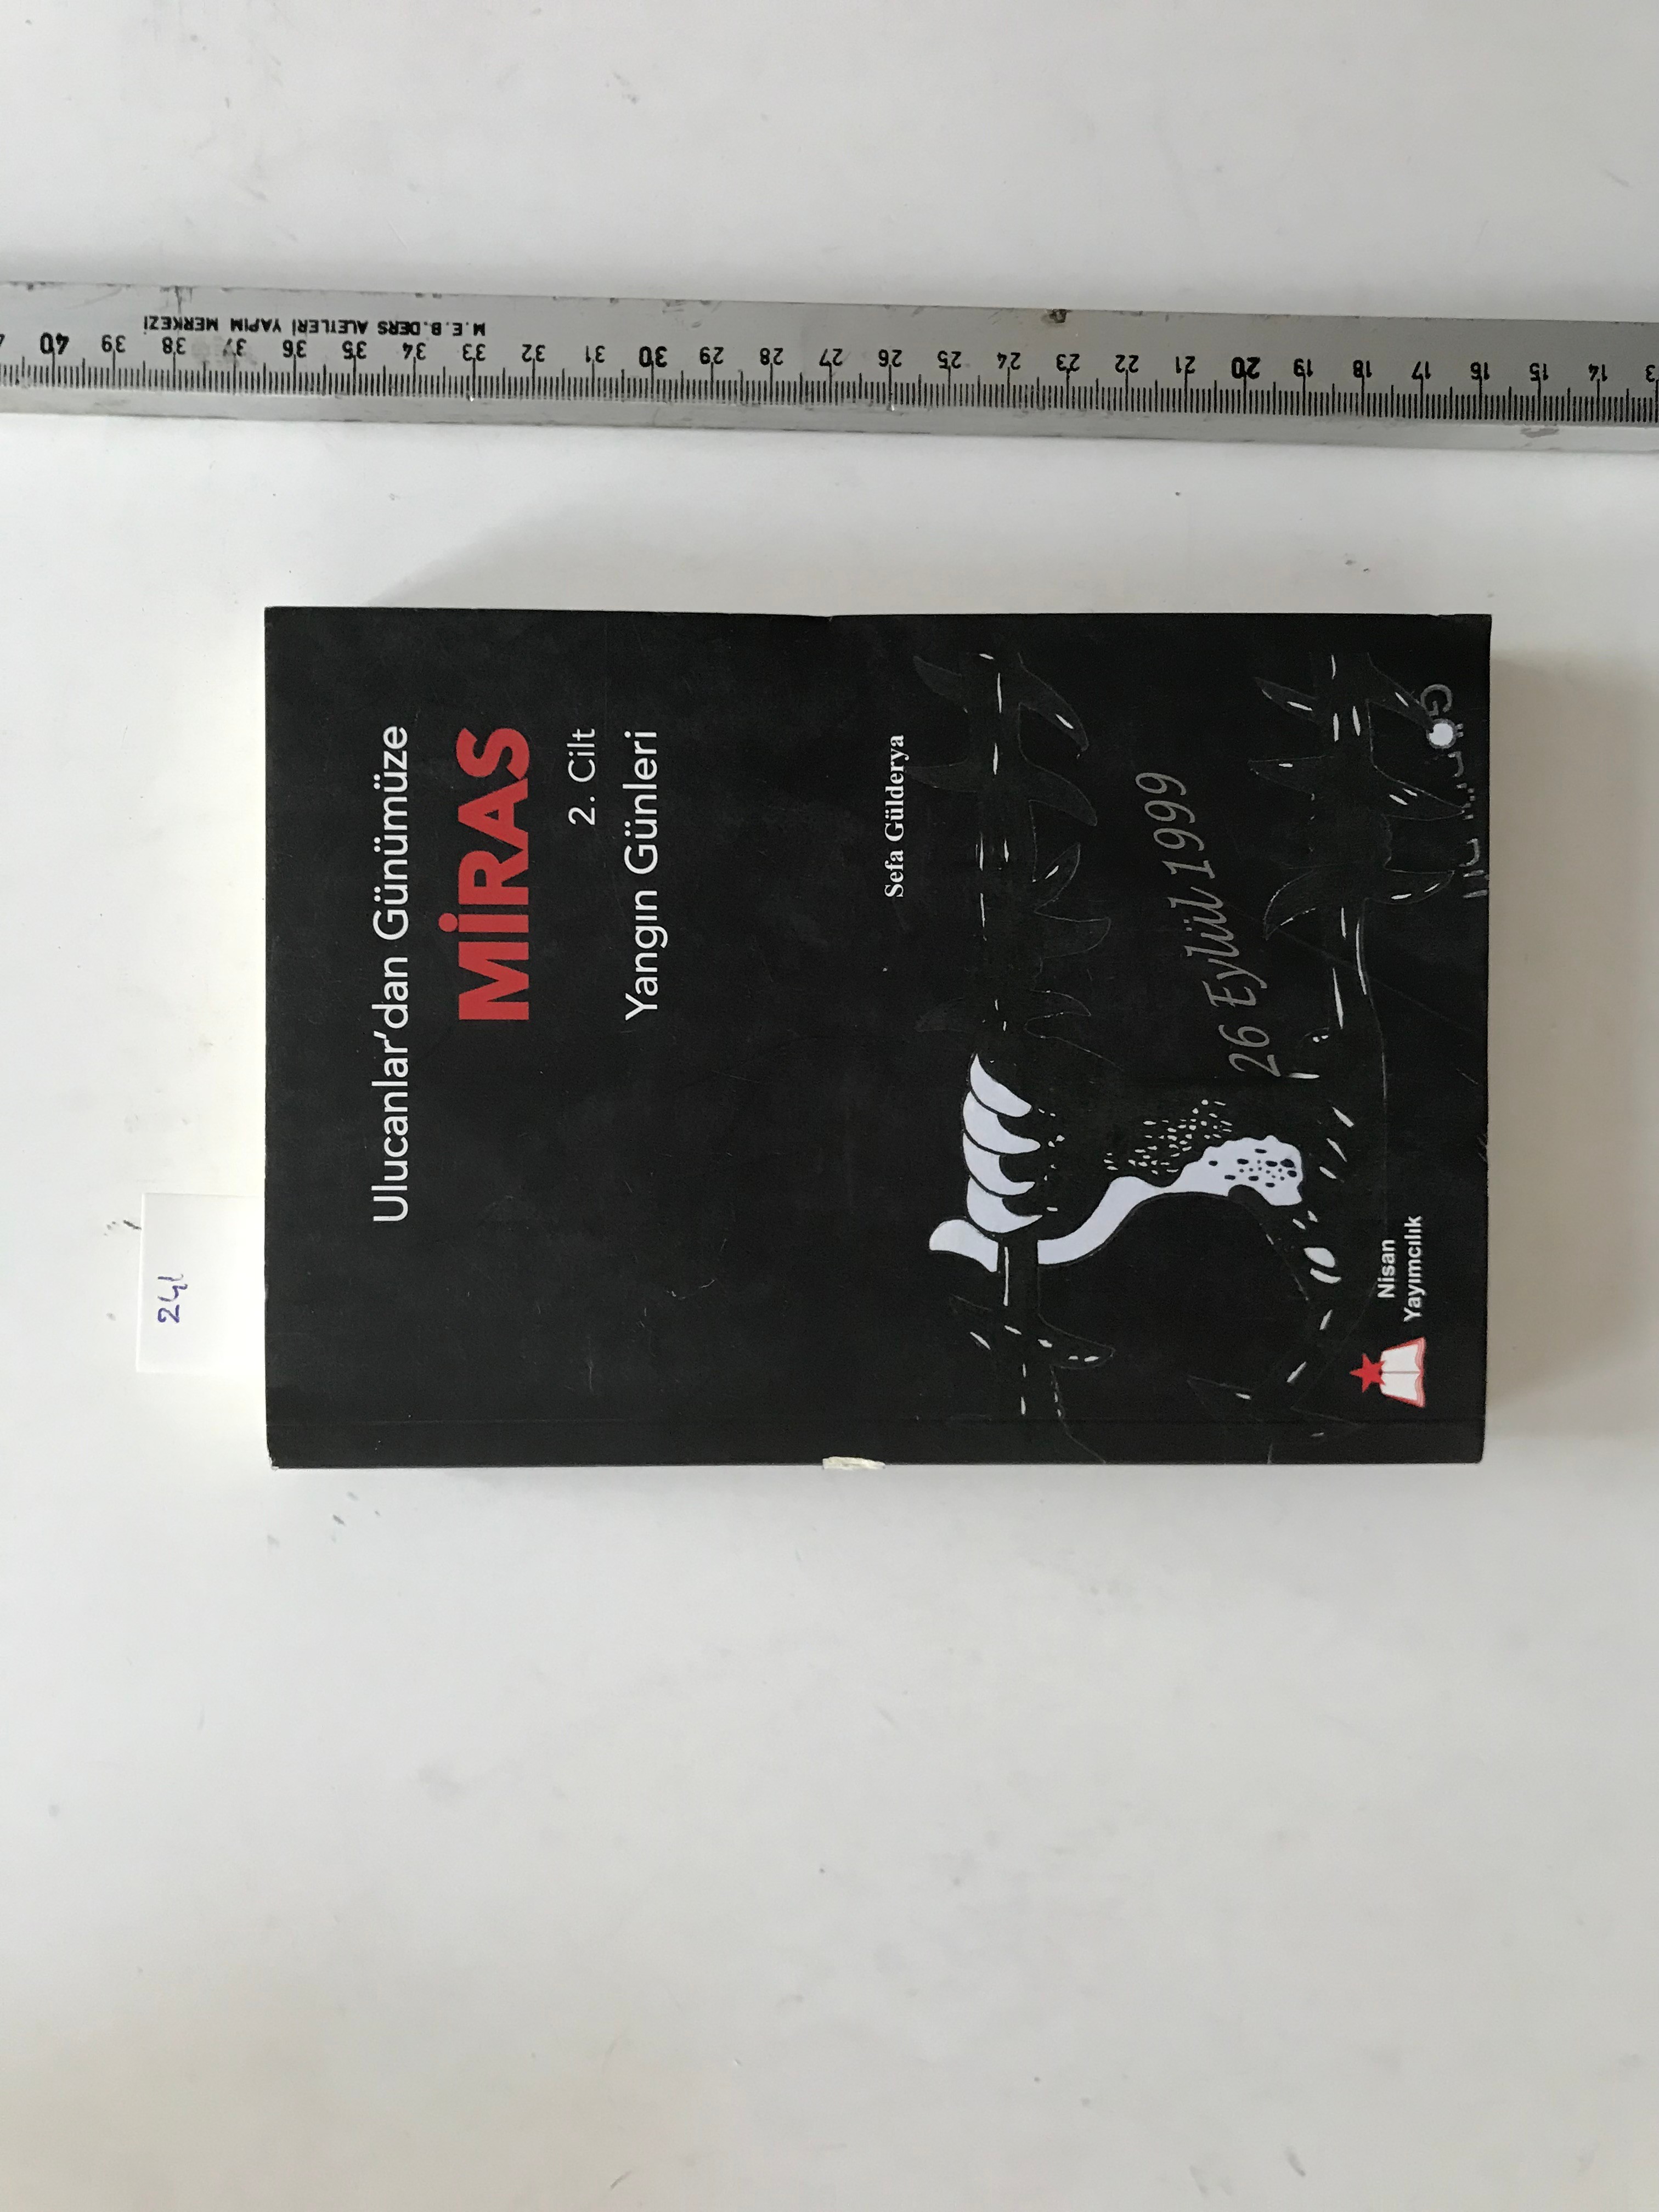 M.E.B.DERS ALETLERİ YAPIM MERKEZİ
40 39 38 37 36 35 34 33 32 31 30 29 28 27 26 25 24 23 22 21 20 19 18 17 16 15 14
Ulucanlar'dan Günümüze
MİRAS
2. Cilt
Yangın Günleri
Sefa Gülderya
26 Eylül 1999
Nisan
Yayımcılık